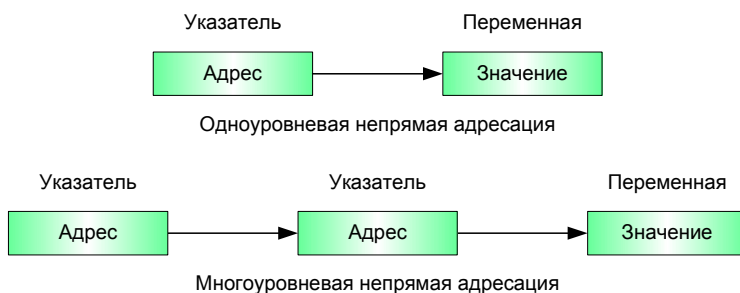 Указатель Переменная
Адрес Значение
Одноуровневая непрямая адресация
Указатель Указатель Переменная
Адрес Адрес Значение
Многоуровневая непрямая адресация